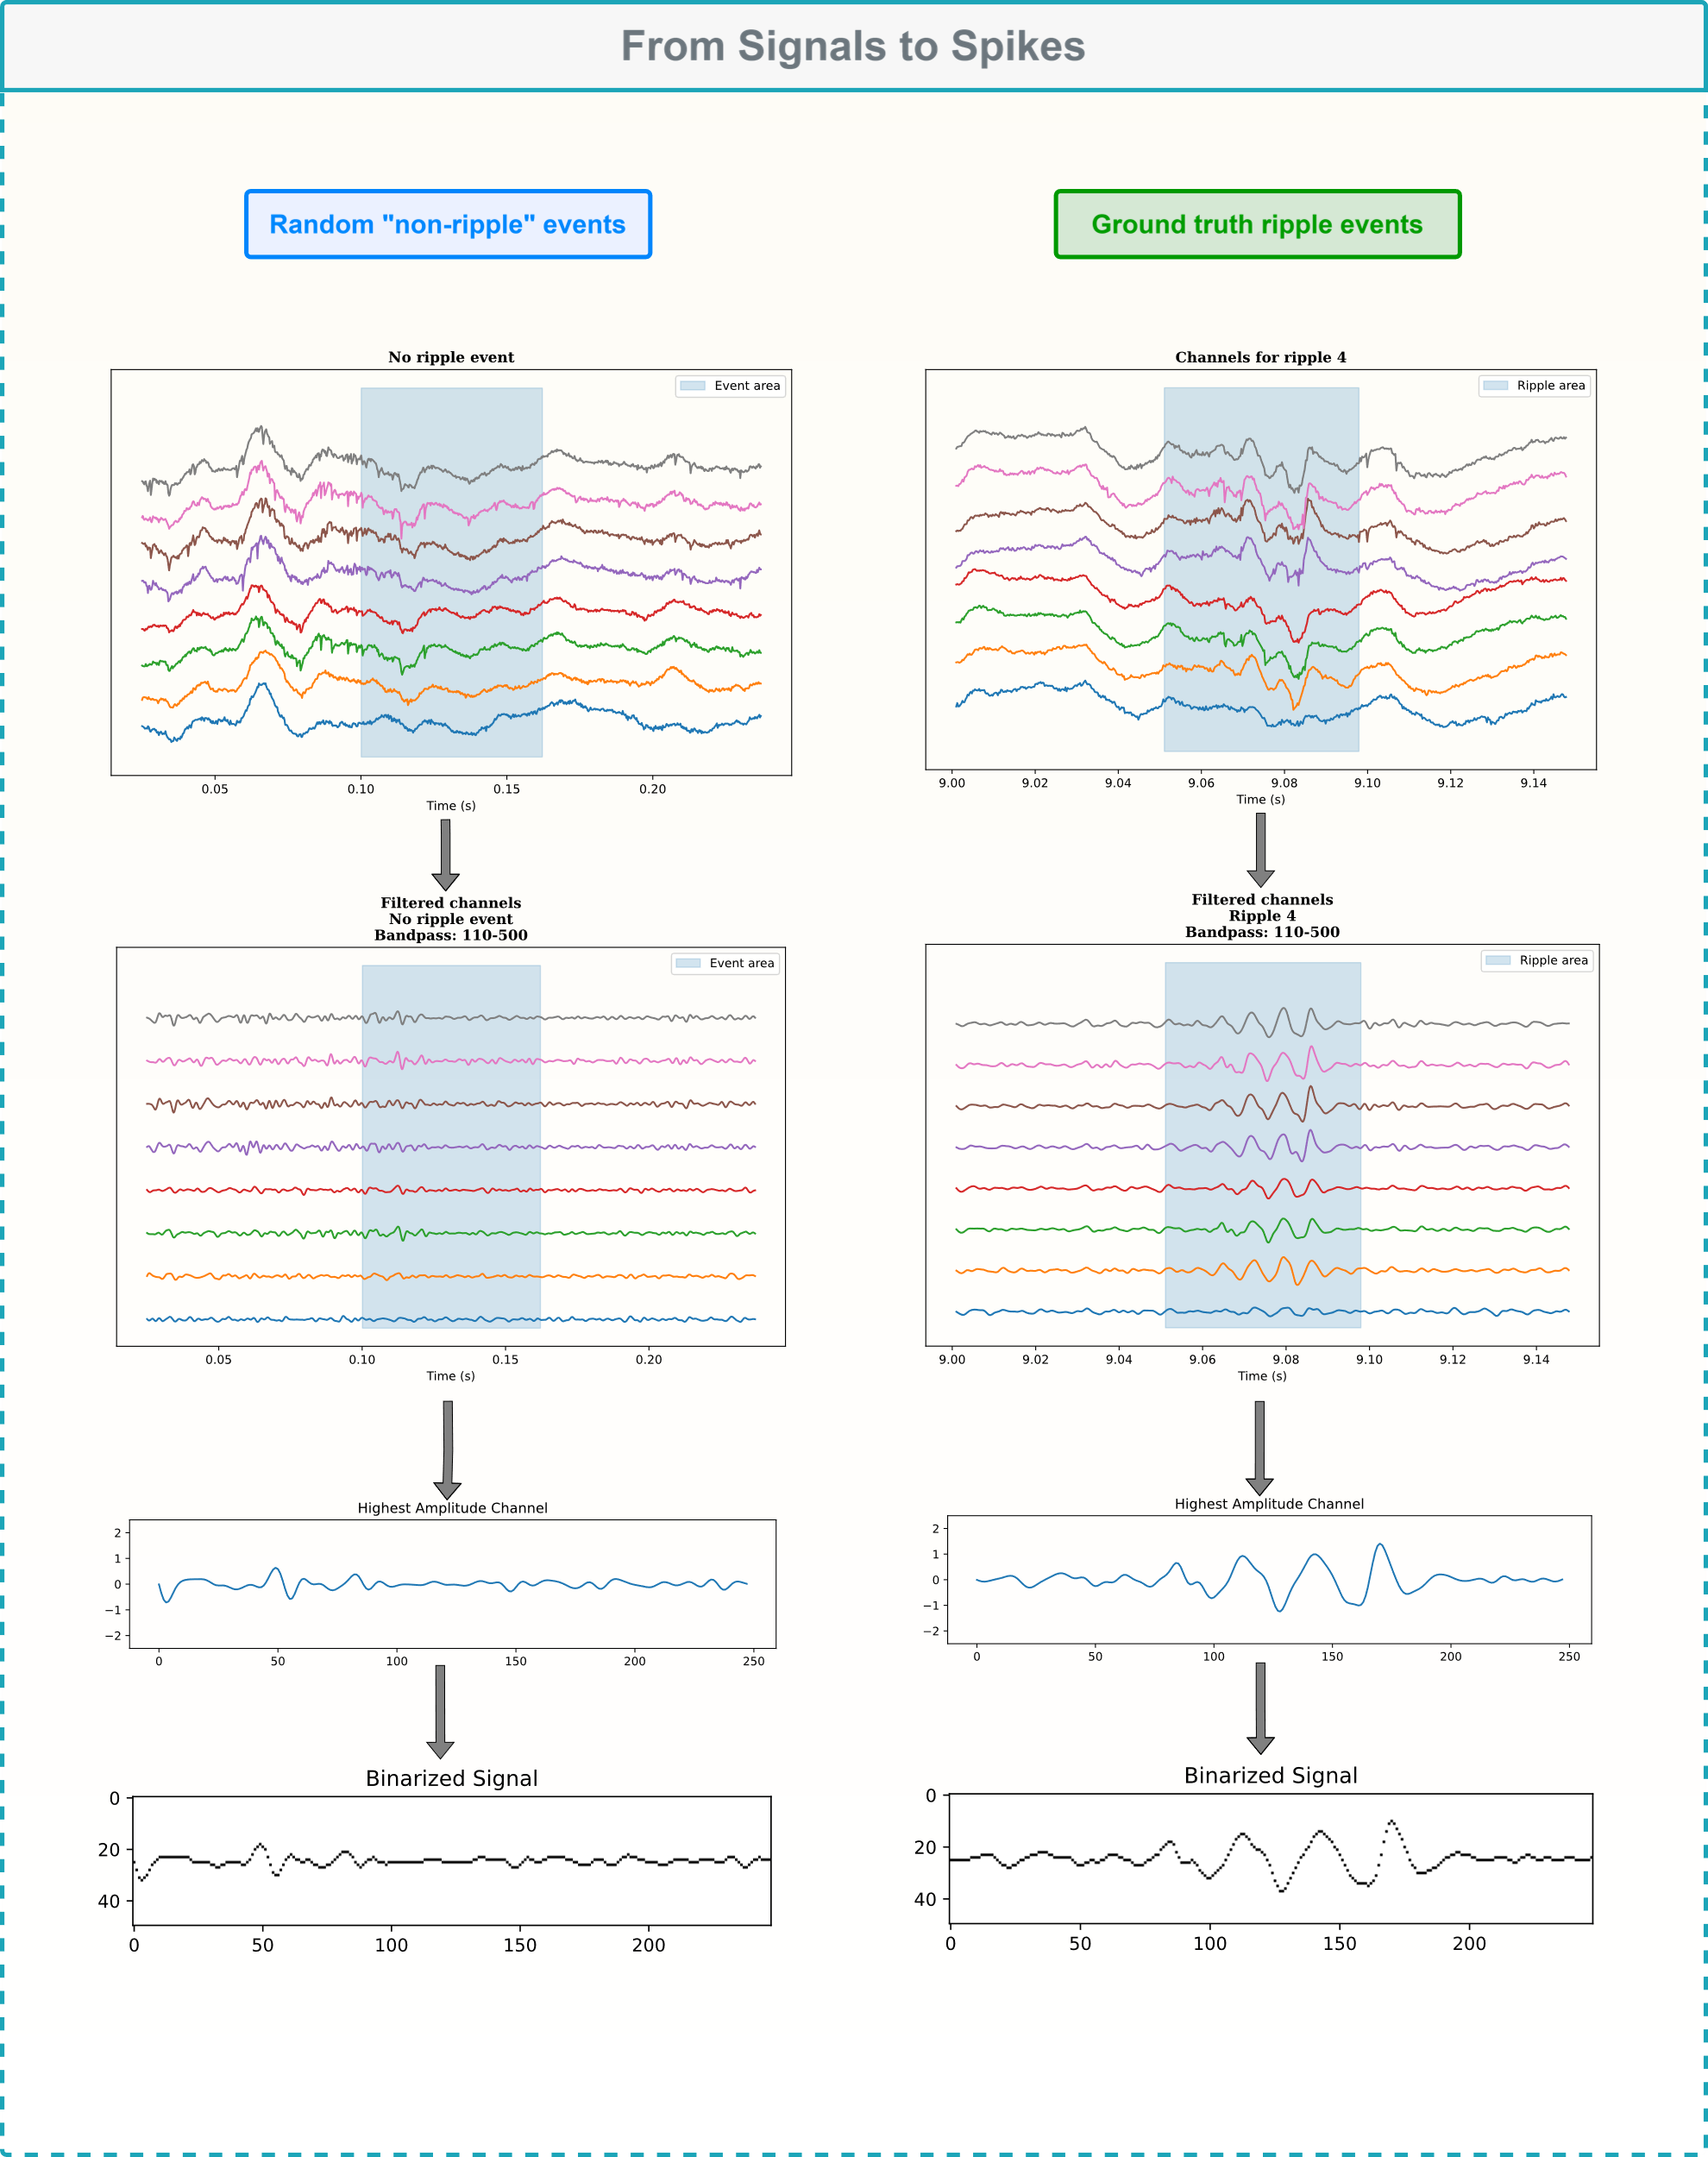 From Signals to Spikes
Random "non-ripple" events
No ripple event
Event area
0.05 0.10 0.15 0.20
Time (s)
Filtered channels
No ripple event
Bandpass: 110-500
Event area
0.05 0.10 0.15 0.20
Time (s)
Highest Amplitude Channel
2
1
0
−1
−2
0 50 100 150 200 250
Binarized Signal
0
20
40
0 50 100 150 200
Ground truth ripple events
Channels for ripple 4
Ripple area
9.00 9.02 9.04 9.06 9.08 9.10 9.12 9.14
Time (s)
Filtered channels
Ripple 4
Bandpass: 110-500
Ripple area
9.00 9.02 9.04 9.06 9.08 9.10 9.12 9.14
Time (s)
Highest Amplitude Channel
2
1
0
−1
−2
0 50 100 150 200 250
Binarized Signal
0
20
40
0 50 100 150 200